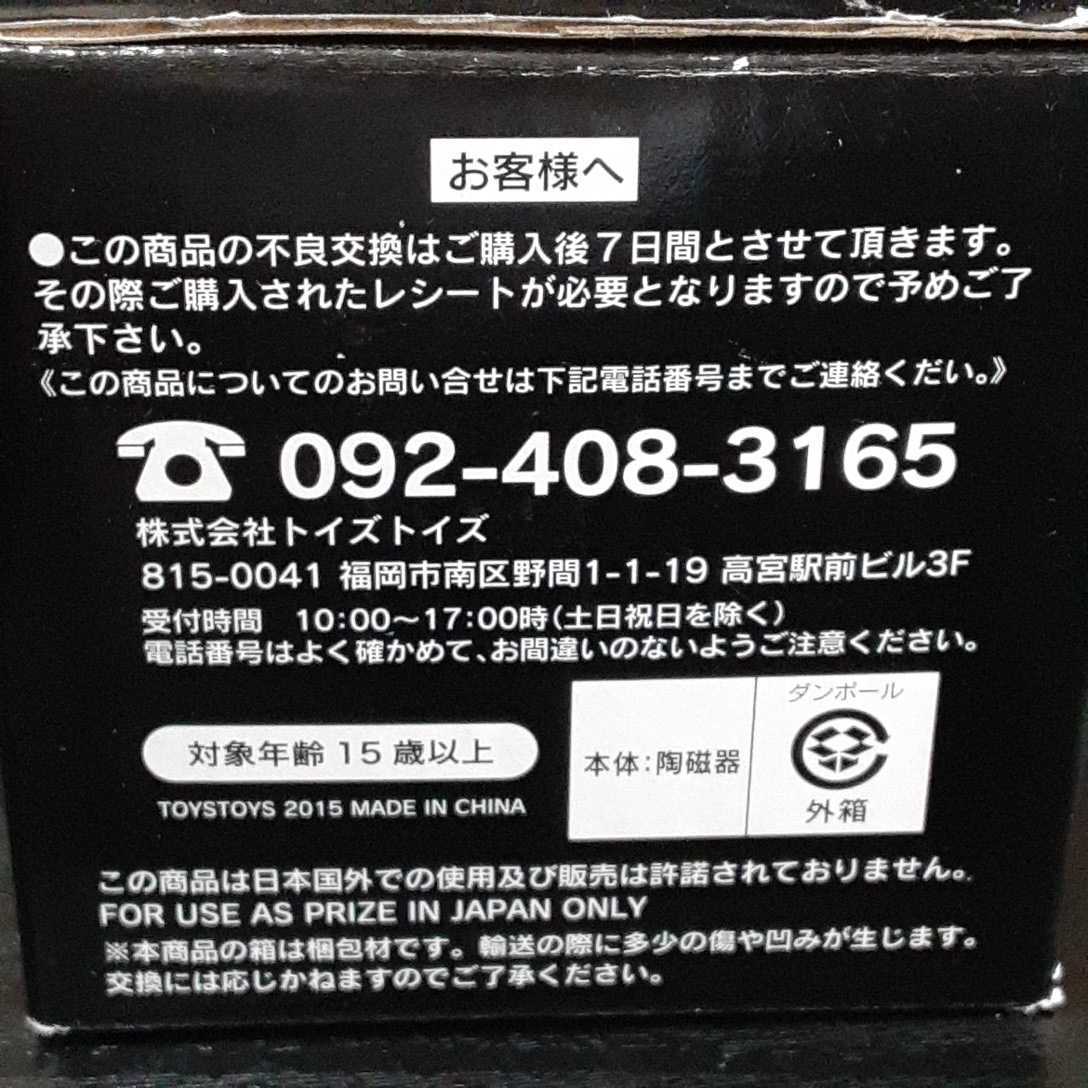 お客様へ
●この商品の不良交換はご購入後7日間とさせて頂きます。
その際ご購入されたレシートが必要となりますので予めご了
承下さい。
《この商品についてのお問い合せは下記電話番号までご連絡くだい。》
092-408-3165
株式会社トイズトイズ
815-0041 福岡市南区野間1-1-19 高宮駅前ビル3F
受付時間 10:00～17:00時(土日祝日を除く)
電話番号はよく確かめて、お間違いのないようご注意ください。
対象年齢 15 歳以上
TOYSTOYS 2015 MADE IN CHINA
本体:陶磁器
ダンボール
外箱
この商品は日本国外での使用及び販売は許諾されておりません。
FOR USE AS PRIZE IN JAPAN ONLY
※本商品の箱は梱包材です。輸送の際に多少の傷や凹みが生じます。
交換には応じかねますのでご了承ください。